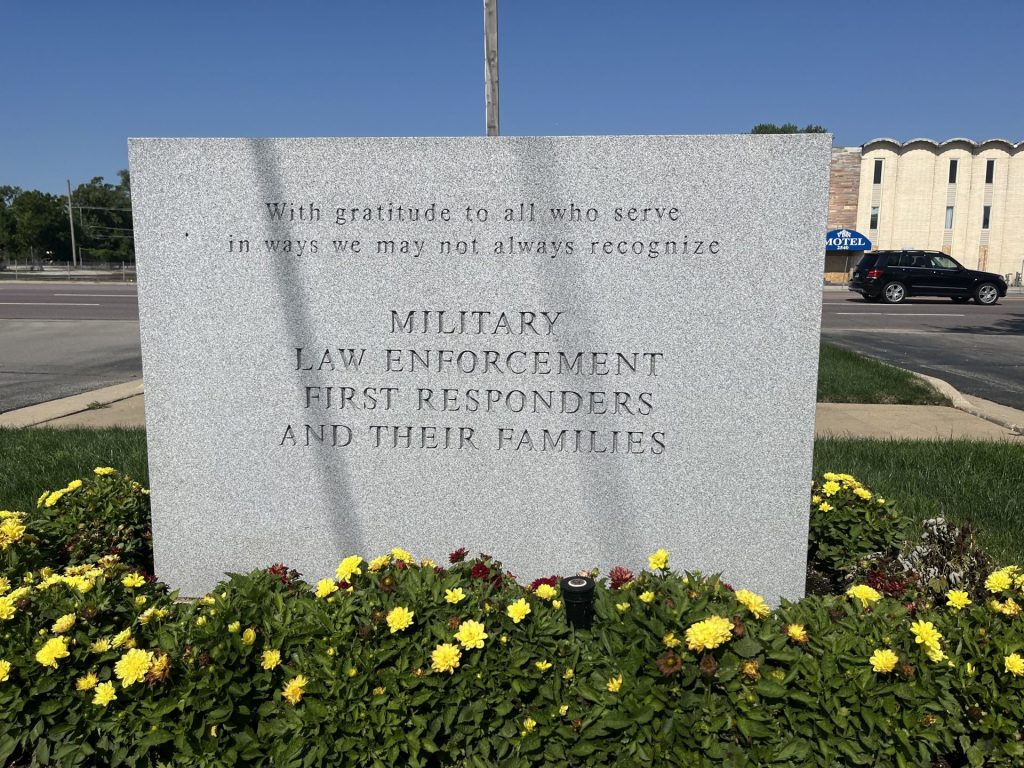 With gratitude to all who serve
in ways we may not always recognize
MILITARY
LAW ENFORCEMENT
FIRST RESPONDERS
AND THEIR FAMILIES
MOTEL